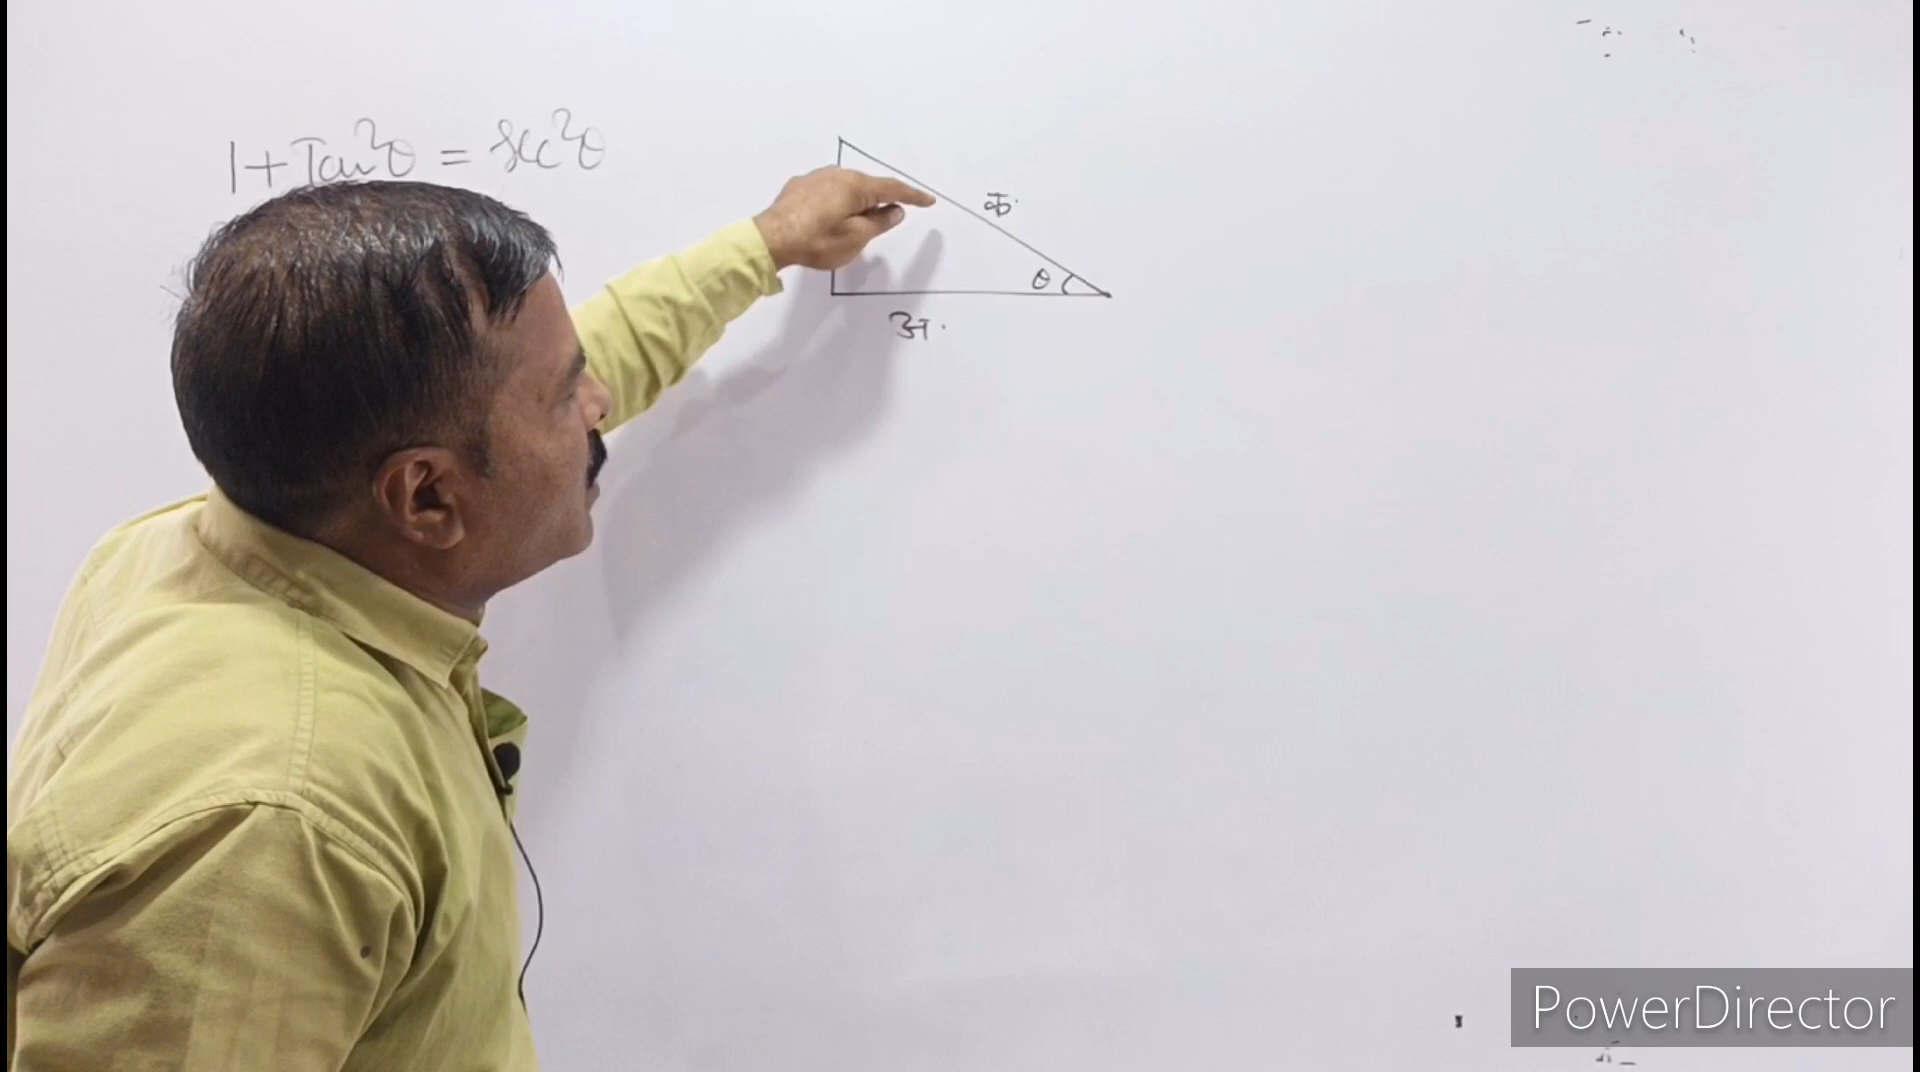 1 + Tan²θ = Sec²θ
क.
θ
अ.
PowerDirector